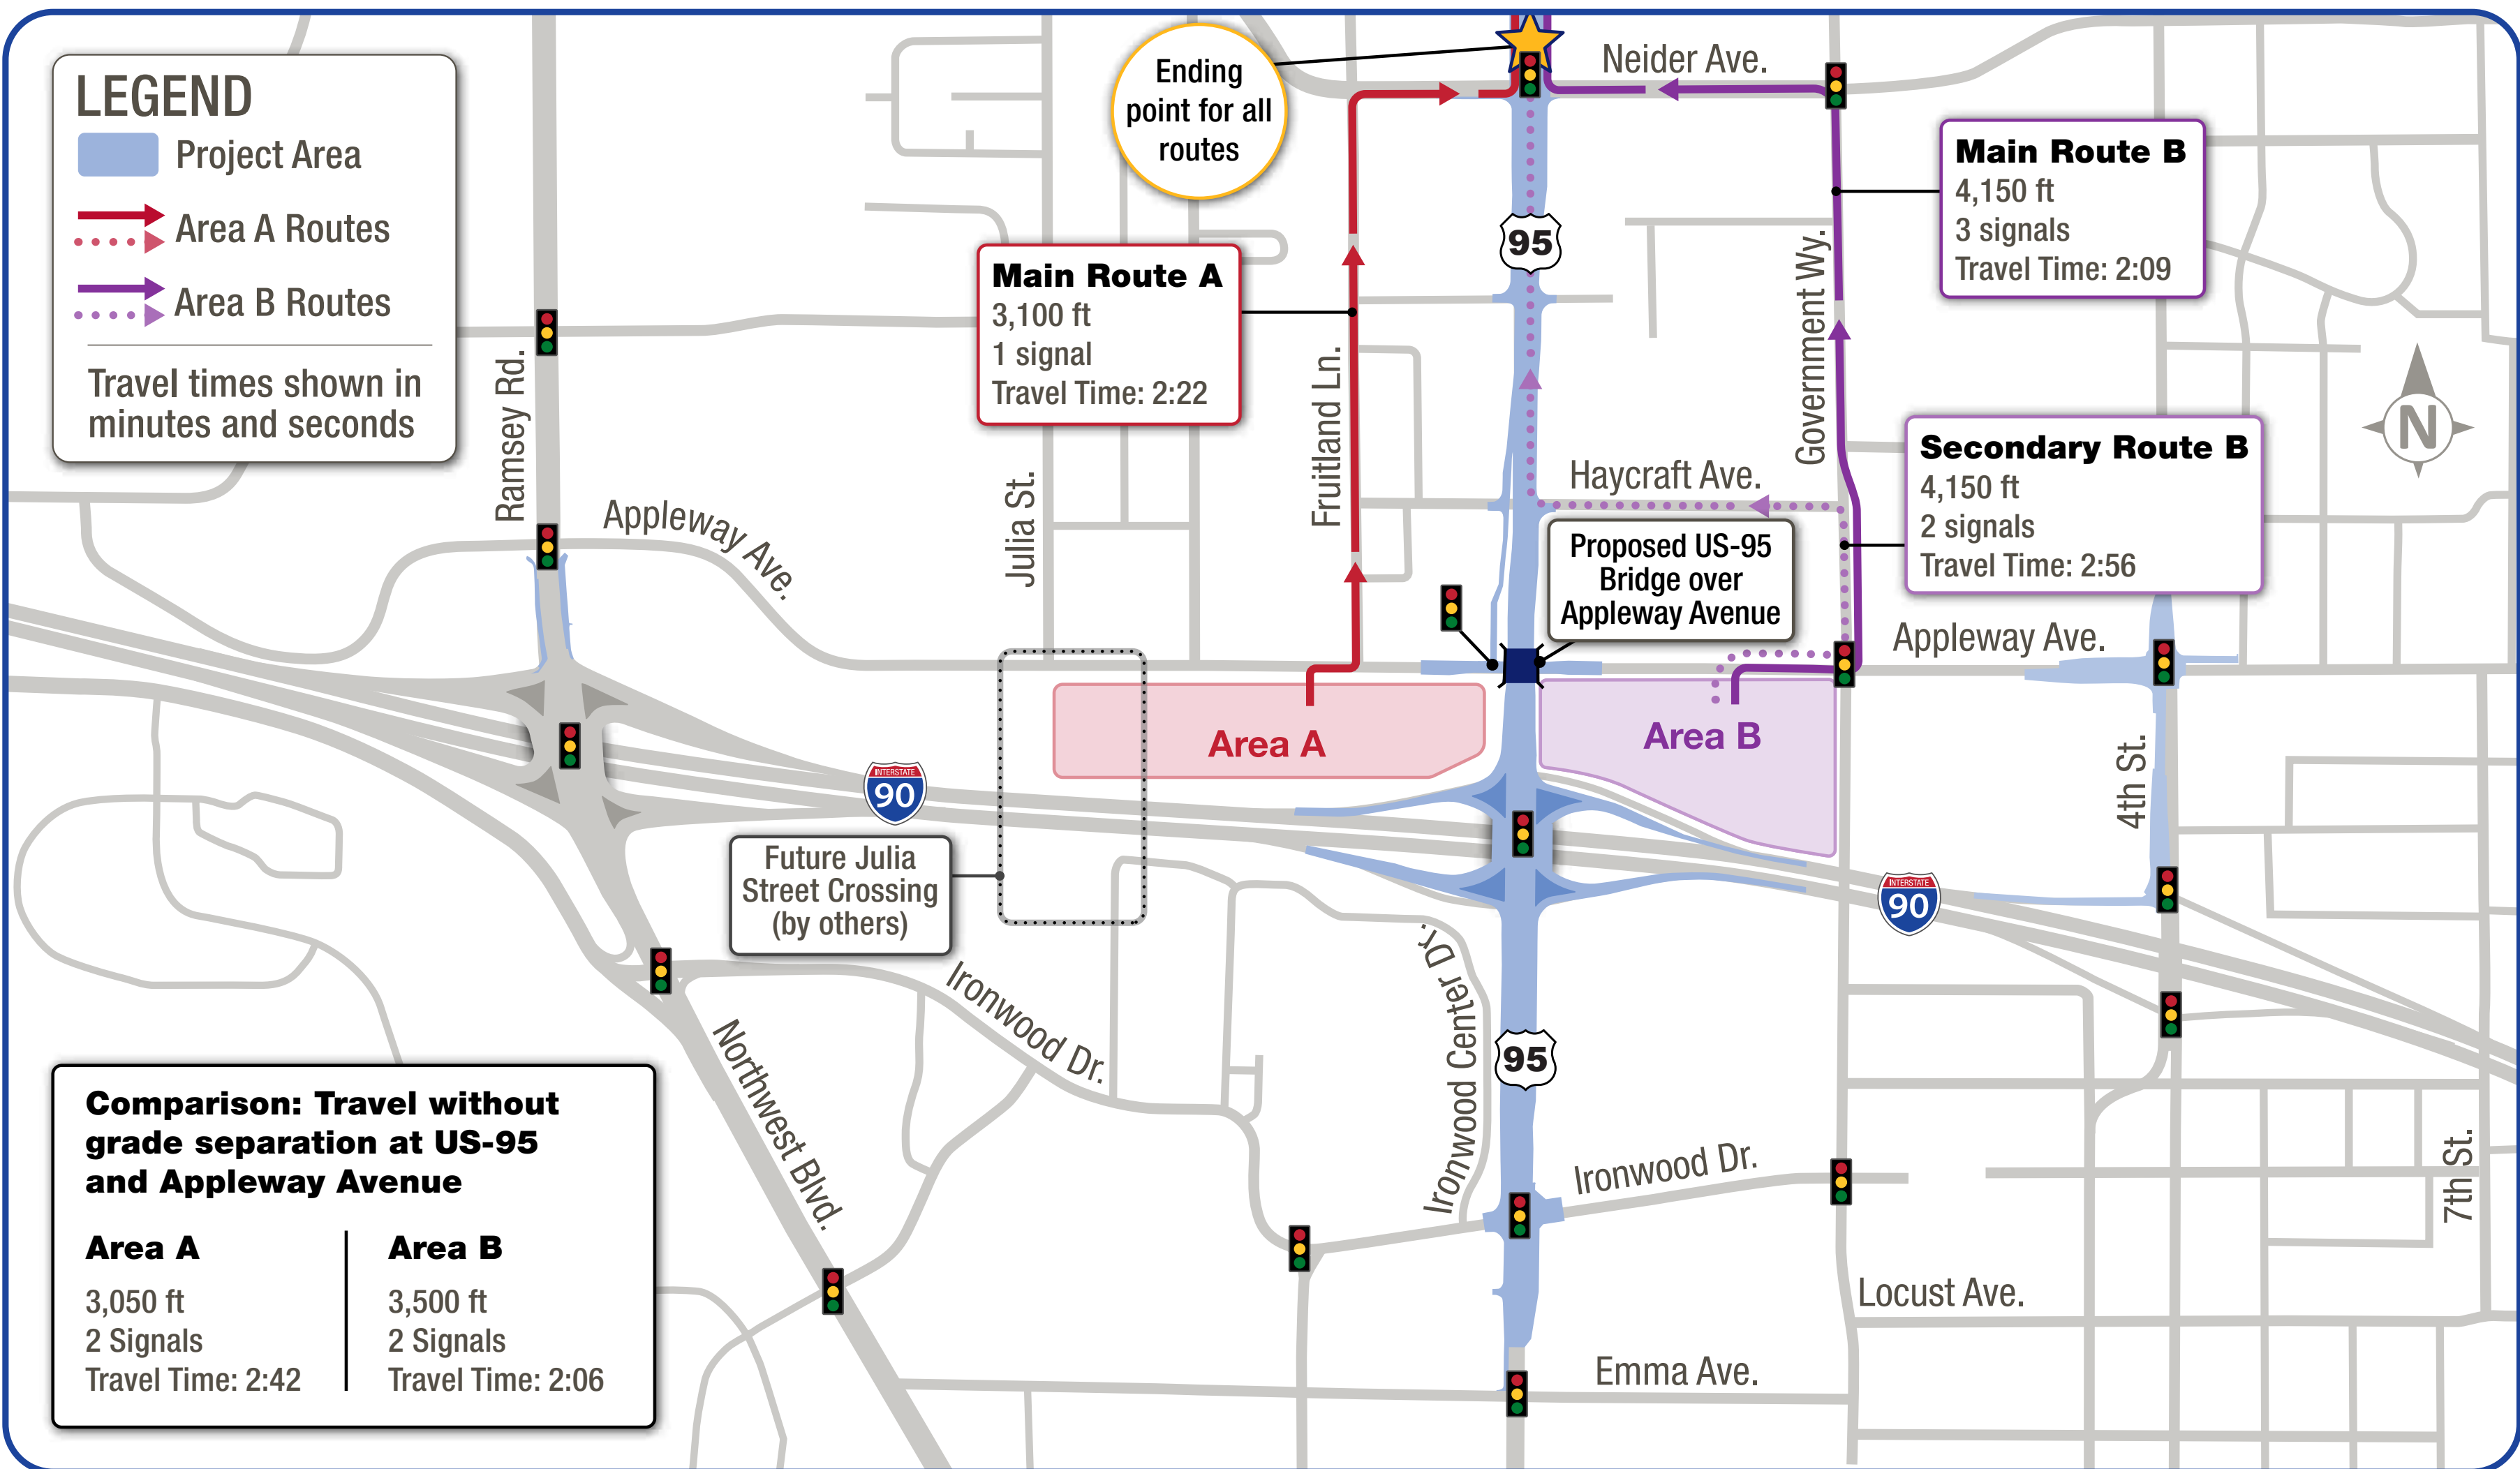 LEGEND
Project Area
Area A Routes
Area B Routes
Travel times shown in
minutes and seconds
Ending
point for all
routes
Neider Ave.
Main Route B
4,150 ft
3 signals
Travel Time: 2:09
95
Main Route A
3,100 ft
1 signal
Travel Time: 2:22
Government Wy.
Fruitland Ln.
Ramsey Rd.
N
Secondary Route B
4,150 ft
2 signals
Travel Time: 2:56
Haycraft Ave.
Julia St.
Appleway Ave.
Proposed US-95
Bridge over
Appleway Avenue
Appleway Ave.
Area A
Area B
4th St.
INTERSTATE
90
Future Julia
Street Crossing
(by others)
INTERSTATE
90
Ironwood Dr.
Ironwood Center Dr.
95
Northwest Blvd.
Ironwood Dr.
7th St.
Locust Ave.
Emma Ave.
Comparison: Travel without
grade separation at US-95
and Appleway Avenue
Area A
3,050 ft
2 Signals
Travel Time: 2:42
Area B
3,500 ft
2 Signals
Travel Time: 2:06